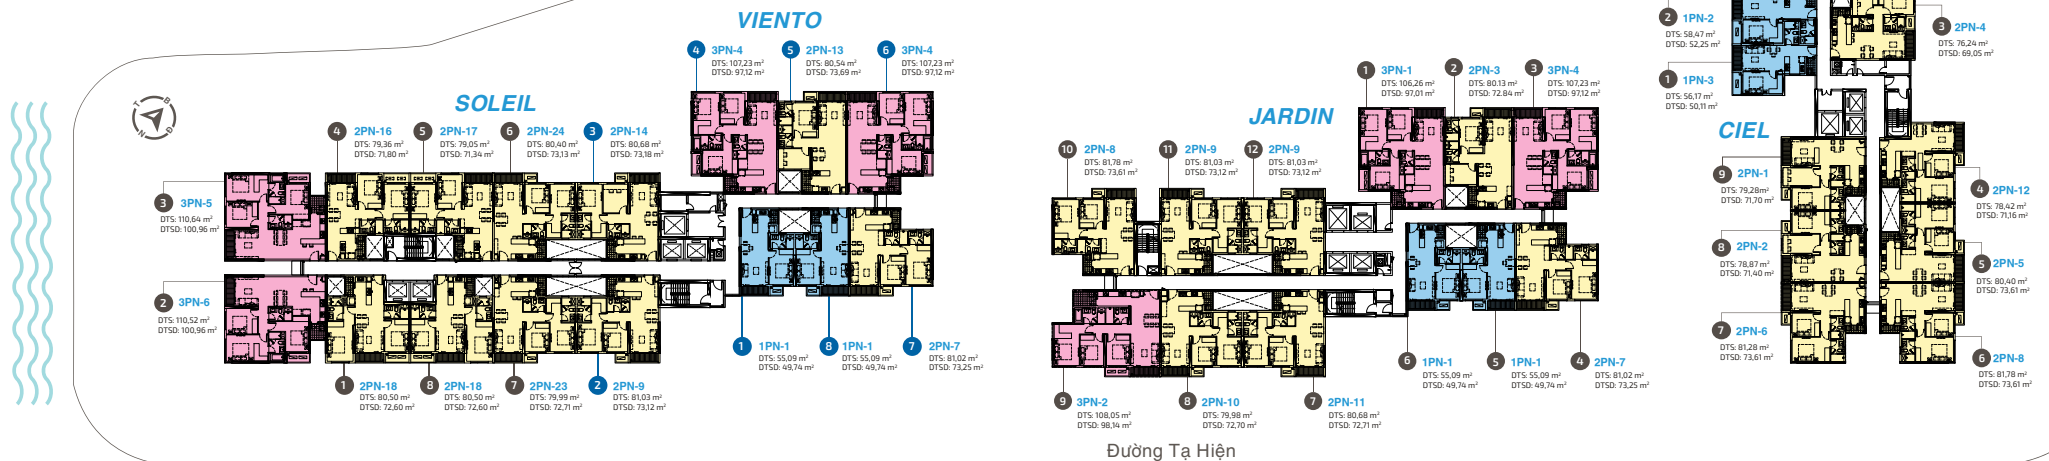 VIENTO
4 3PN-4
DTS: 107,23 m²
DTSD: 97,12 m²
5 2PN-13
DTS: 80,54 m²
DTSD: 73,69 m²
6 3PN-4
DTS: 107,23 m²
DTSD: 97,12 m²
SOLEIL
T B
N Đ
4 2PN-16
DTS: 79,36 m²
DTSD: 71,80 m²
5 2PN-17
DTS: 79,05 m²
DTSD: 71,34 m²
6 2PN-24
DTS: 80,40 m²
DTSD: 73,13 m²
3 2PN-14
DTS: 80,68 m²
DTSD: 73,18 m²
3 3PN-5
DTS: 110,64 m²
DTSD: 100,96 m²
2 3PN-6
DTS: 110,52 m²
DTSD: 100,96 m²
1 2PN-18
DTS: 80,50 m²
DTSD: 72,60 m²
8 2PN-18
DTS: 80,50 m²
DTSD: 72,60 m²
7 2PN-23
DTS: 79,99 m²
DTSD: 72,71 m²
2 2PN-9
DTS: 81,03 m²
DTSD: 73,12 m²
1 1PN-1
DTS: 55,09 m²
DTSD: 49,74 m²
8 1PN-1
DTS: 55,09 m²
DTSD: 49,74 m²
7 2PN-7
DTS: 81,02 m²
DTSD: 73,25 m²
JARDIN
1 3PN-1
DTS: 106,26 m²
DTSD: 97,01 m²
2 2PN-3
DTS: 80.13 m²
DTSD: 72.84 m²
3 3PN-4
DTS: 107,23 m²
DTSD: 97,12 m²
10 2PN-8
DTS: 81,78 m²
DTSD: 73,61 m²
11 2PN-9
DTS: 81,03 m²
DTSD: 73,12 m²
12 2PN-9
DTS: 81,03 m²
DTSD: 73,12 m²
9 3PN-2
DTS: 108,05 m²
DTSD: 98,14 m²
8 2PN-10
DTS: 79,98 m²
DTSD: 72,70 m²
7 2PN-11
DTS: 80,68 m²
DTSD: 72,71 m²
6 1PN-1
DTS: 55,09 m²
DTSD: 49,74 m²
5 1PN-1
DTS: 55,09 m²
DTSD: 49,74 m²
4 2PN-7
DTS: 81,02 m²
DTSD: 73,25 m²
Đường Tạ Hiện
2 1PN-2
DTS: 58,47 m²
DTSD: 52,25 m²
3 2PN-4
DTS: 76,24 m²
DTSD: 69,05 m²
1 1PN-3
DTS: 56,17 m²
DTSD: 50,11 m²
CIEL
9 2PN-1
DTS: 79,28m²
DTSD: 71,70 m²
4 2PN-12
DTS: 78,42 m²
DTSD: 71,16 m²
8 2PN-2
DTS: 78,87 m²
DTSD: 71,40 m²
5 2PN-5
DTS: 80,40 m²
DTSD: 73,61 m²
7 2PN-6
DTS: 81,28 m²
DTSD: 73,61 m²
6 2PN-8
DTS: 81,78 m²
DTSD: 73,61 m²